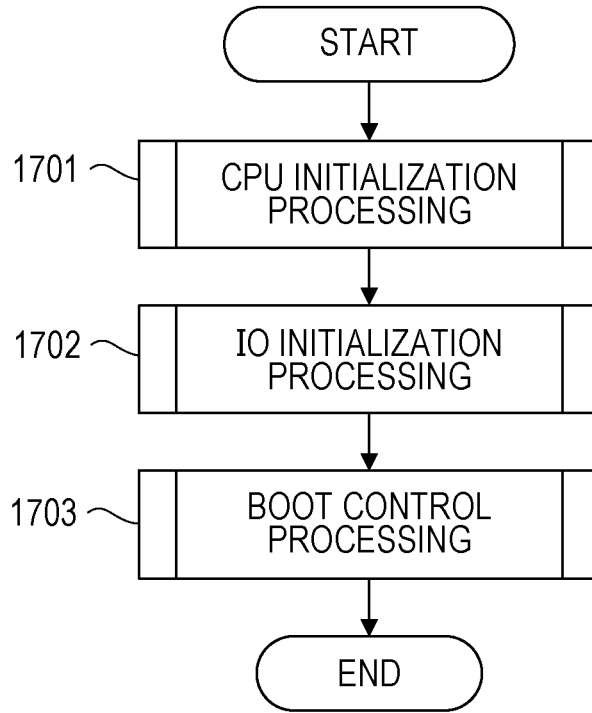 START
1701
CPU INITIALIZATION
PROCESSING
1702
IO INITIALIZATION
PROCESSING
1703
BOOT CONTROL
PROCESSING
END